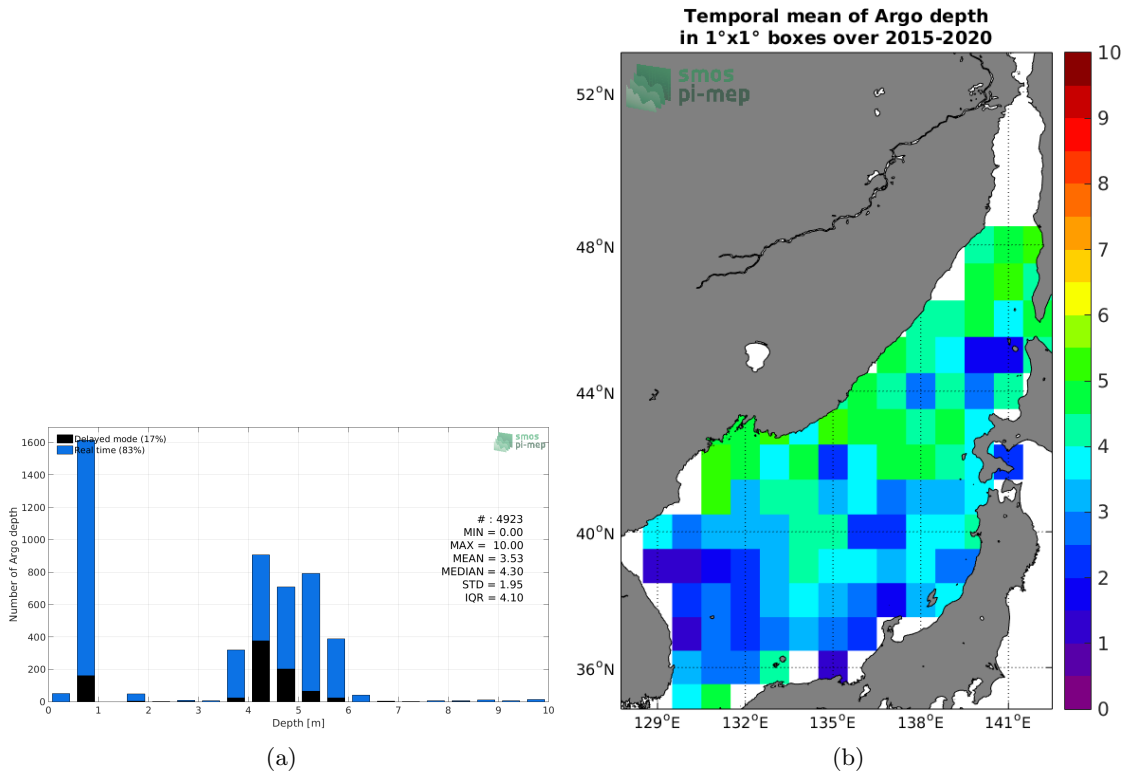 Temporal mean of Argo depth
in 1°x1° boxes over 2015-2020
smos
pi-mep
52°N
48°N
44°N
40°N
36°N
129°E
132°E
135°E
138°E
141°E
10
9
8
7
6
5
4
3
2
1
0
Delayed mode (17%)
Real time (83%)
smos
pi-mep
Number of Argo depth
1600
1400
1200
1000
800
600
400
200
0
# : 4923
MIN = 0.00
MAX = 10.00
MEAN = 3.53
MEDIAN = 4.30
STD = 1.95
IQR = 4.10
0 1 2 3 4 5 6 7 8 9 10
Depth [m]
(a)
(b)